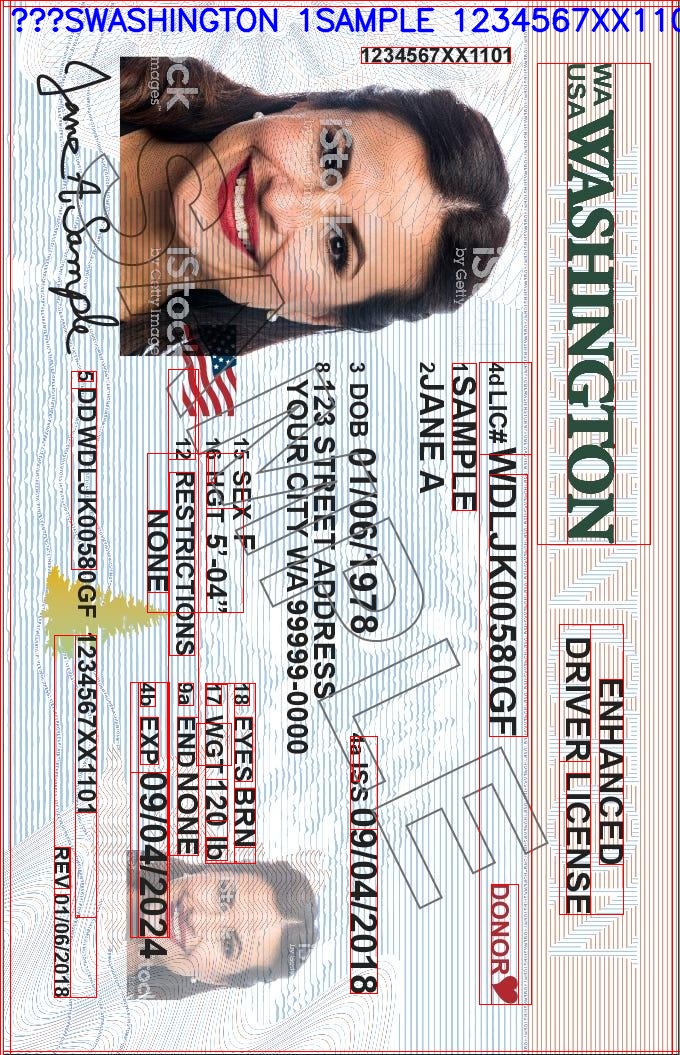 ???SWASHINGTON 1SAMPLE 1234567XX110
WA
USA
WASHINGTON
ENHANCED
DRIVER LICENSE
1234567XX1101
4d LIC# WDLJK00580GF
DONOR
1SAMPLE
2JANE A
3 DOB 01/06/1978
4a ISS 09/04/2018
8 123 STREET ADDRESS
YOUR CITY WA 99999-0000
15 SEX F
18 EYES BRN
16 HGT 5'-04"
17 WGT 120 lb
12 RESTRICTIONS
NONE
9a END NONE
4b EXP 09/04/2024
5 DD WDLJK00580GF 1234567XX1101
REV 01/06/2018
Jane A. Sample
SAMPLE
iStock
by Getty Images